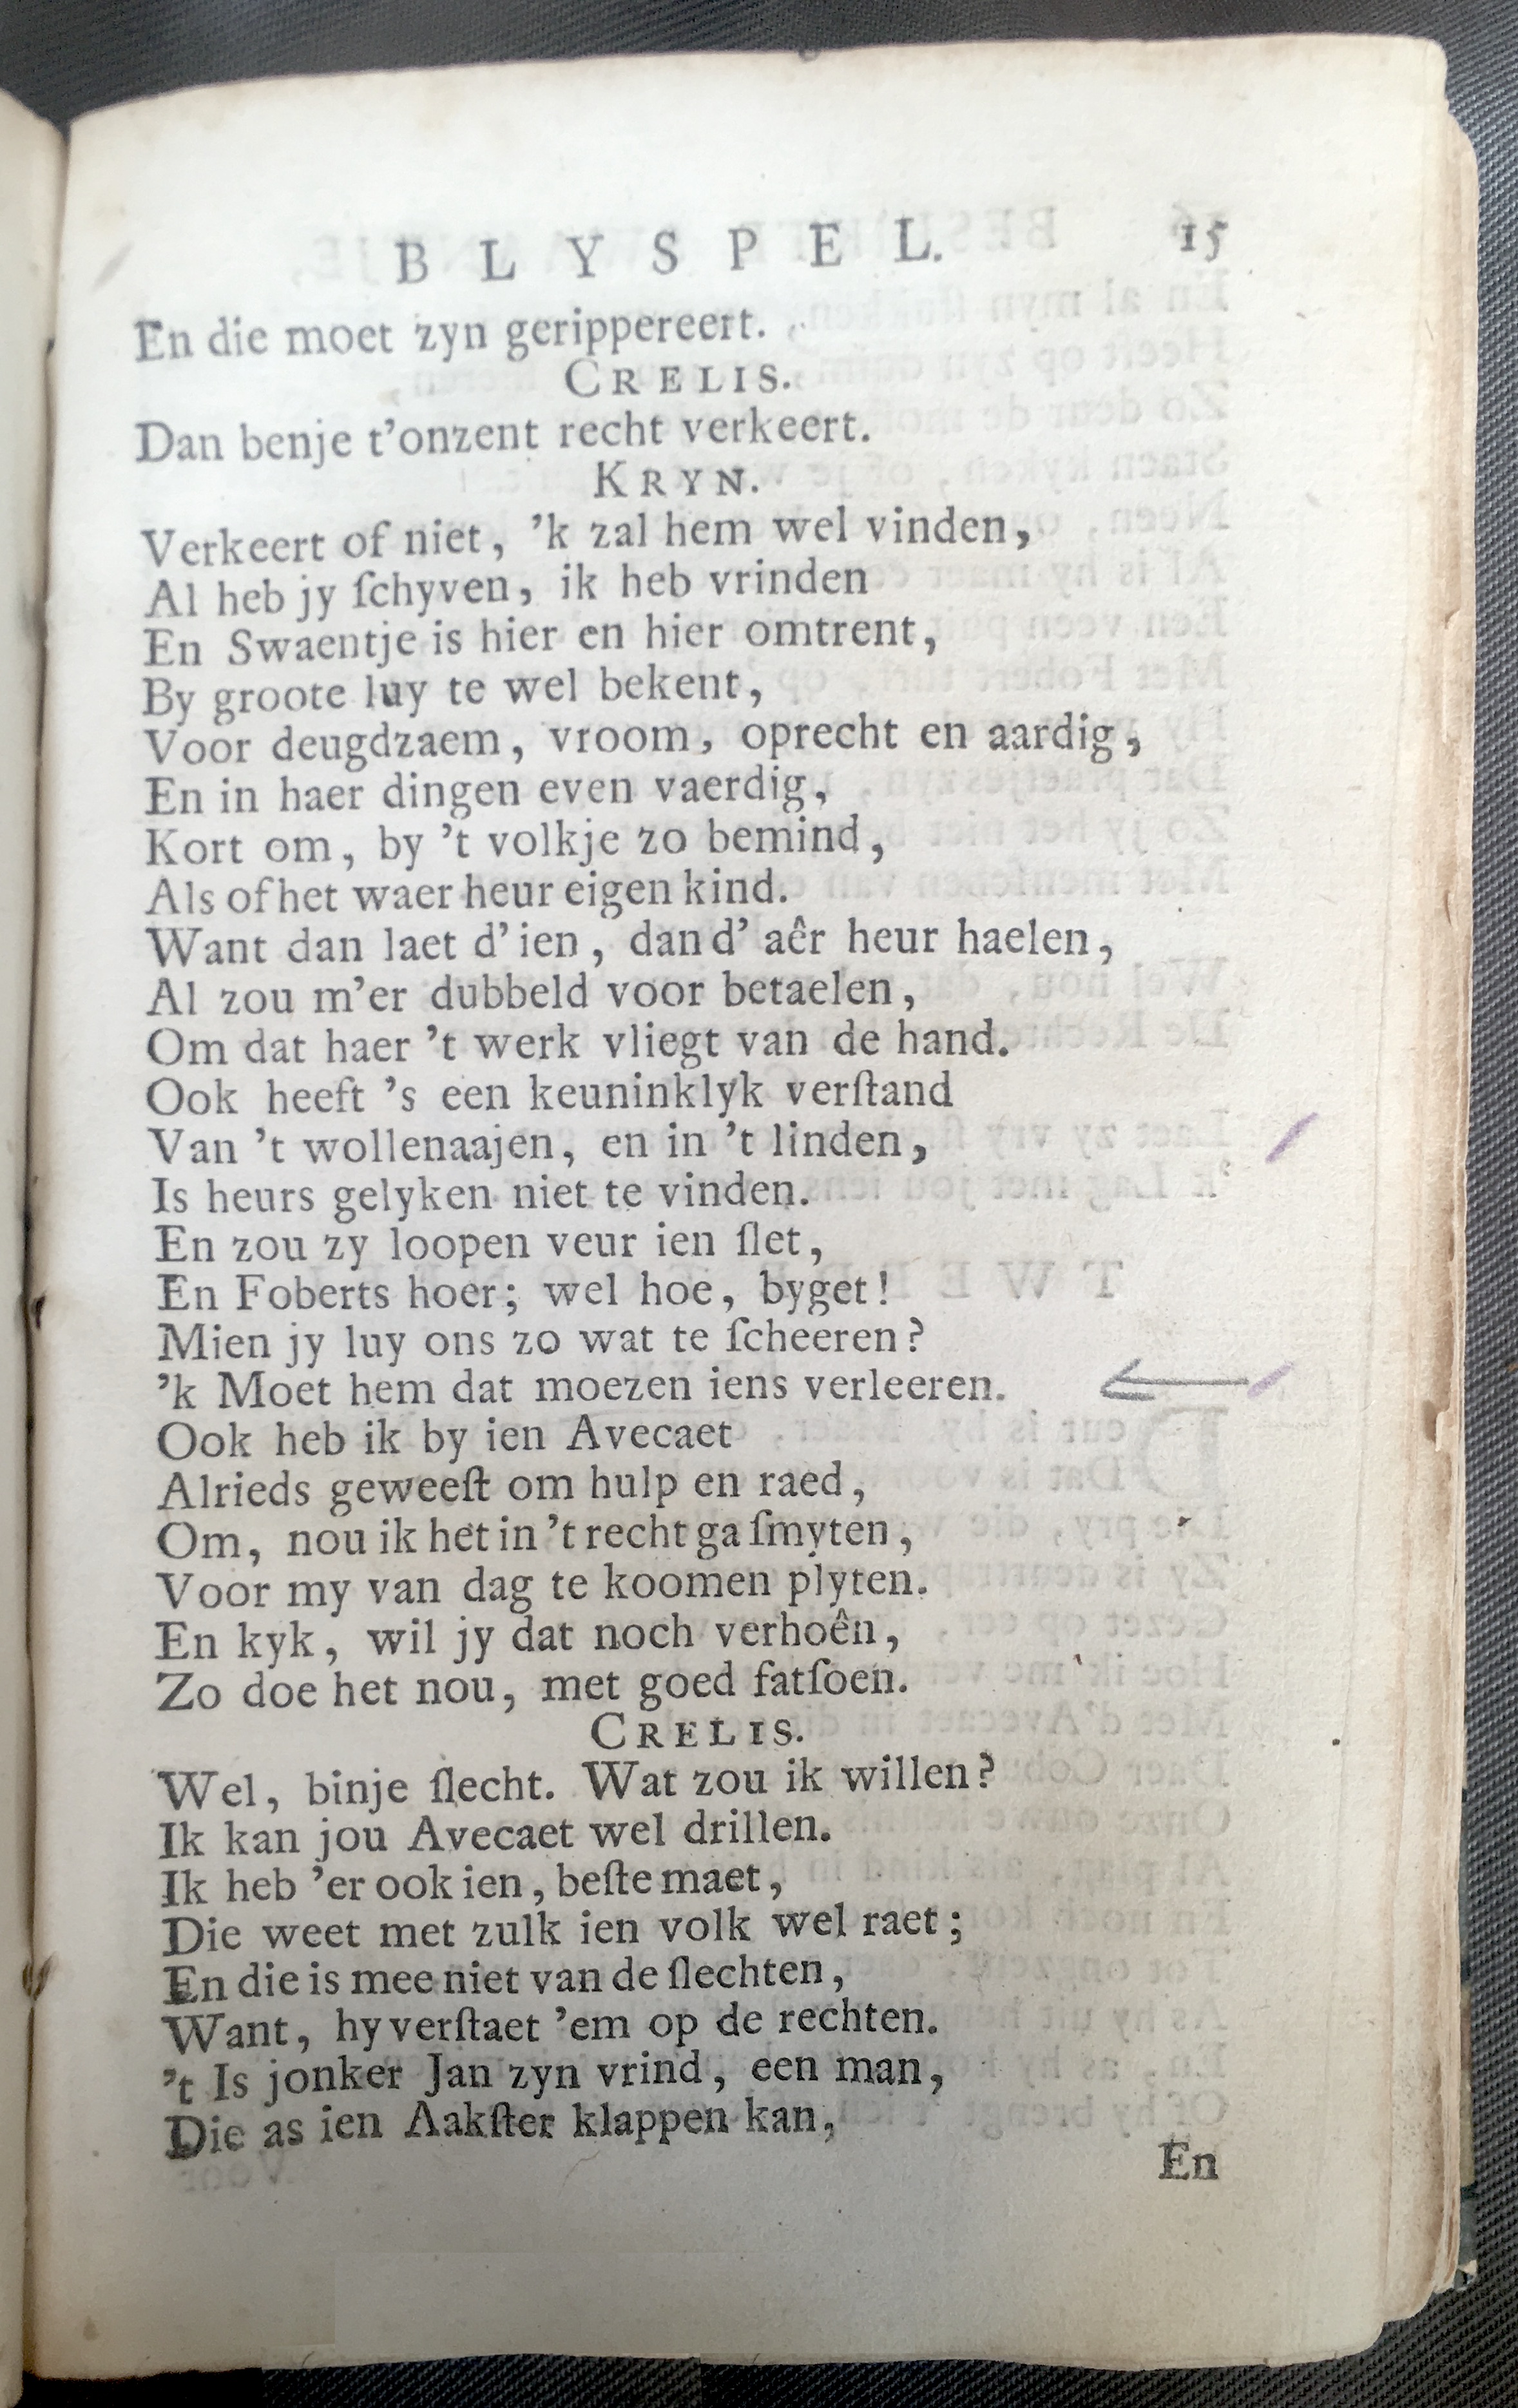 BLYSPEL. 15
En die moet zyn gerippereert.
CRELIS.
Dan benje t'onzent recht verkeert.
KRYN.
Verkeert of niet, 'k zal hem wel vinden,
Al heb jy ſchyven, ik heb vrinden
En Swaentje is hier en hier omtrent,
By groote luy te wel bekent,
Voor deugdzaem, vroom, oprecht en aardig,
En in haer dingen even vaerdig,
Kort om, by 't volkje zo bemind,
Als of het waer heur eigen kind.
Want dan laet d'ien, dan d'aêr heur haelen,
Al zou m'er dubbeld voor betaelen,
Om dat haer 't werk vliegt van de hand.
Ook heeft 's een keuninklyk verſtand
Van 't wollenaajen, en in 't linden,
Is heurs gelyken niet te vinden.
En zou zy loopen veur ien ſlet,
En Foberts hoer; wel hoe, byget!
Mien jy luy ons zo wat te ſcheeren?
'k Moet hem dat moezen iens verleeren.
Ook heb ik by ien Avecaet
Alrieds geweeſt om hulp en raed,
Om, nou ik het in 't recht ga ſmyten,
Voor my van dag te koomen plyten.
En kyk, wil jy dat noch verhoên,
Zo doe het nou, met goed fatſoen.
CRELIS.
Wel, binje ſlecht. Wat zou ik willen?
Ik kan jou Avecaet wel drillen.
Ik heb 'er ook ien, beſte maet,
Die weet met zulk ien volk wel raet;
En die is mee niet van de ſlechten,
Want, hy verſtaet 'em op de rechten.
't Is jonker Jan zyn vrind, een man,
Die as ien Aakſter klappen kan,
En